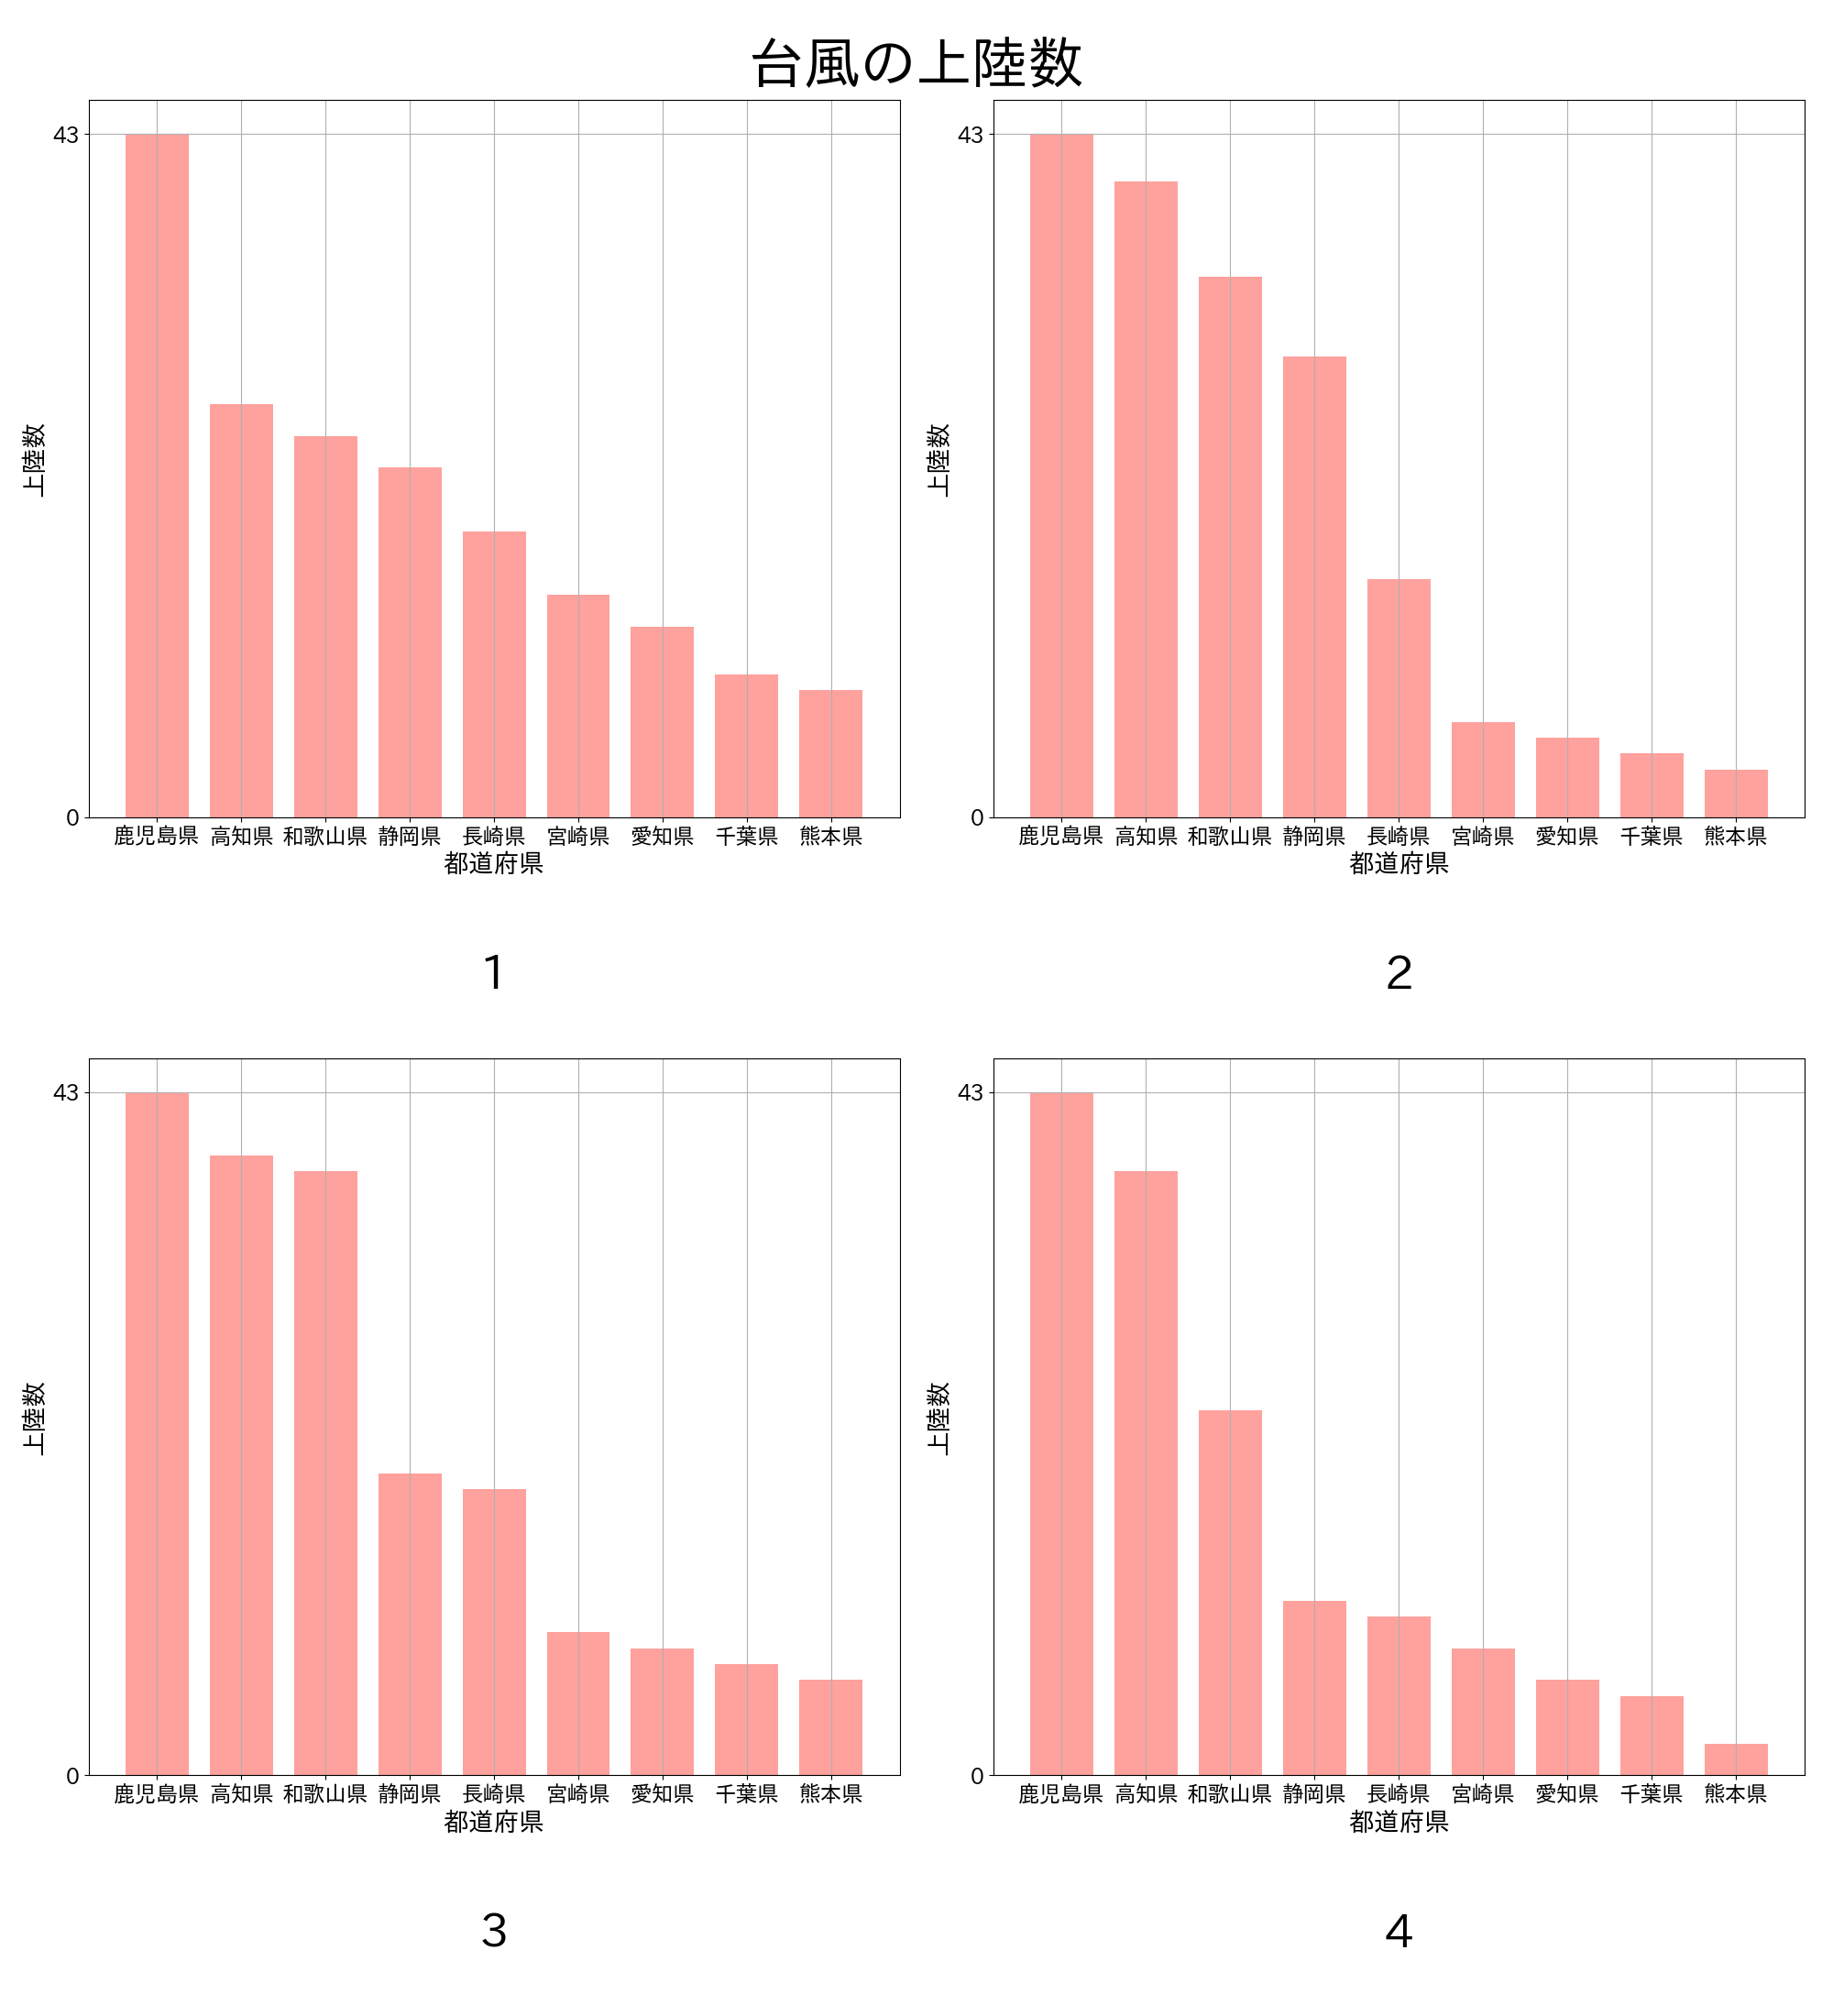 台風の上陸数
43
0
上陸数
鹿児島県 高知県 和歌山県 静岡県 長崎県 宮崎県 愛知県 千葉県 熊本県
都道府県
1
43
0
上陸数
鹿児島県 高知県 和歌山県 静岡県 長崎県 宮崎県 愛知県 千葉県 熊本県
都道府県
2
43
0
上陸数
鹿児島県 高知県 和歌山県 静岡県 長崎県 宮崎県 愛知県 千葉県 熊本県
都道府県
3
43
0
上陸数
鹿児島県 高知県 和歌山県 静岡県 長崎県 宮崎県 愛知県 千葉県 熊本県
都道府県
4